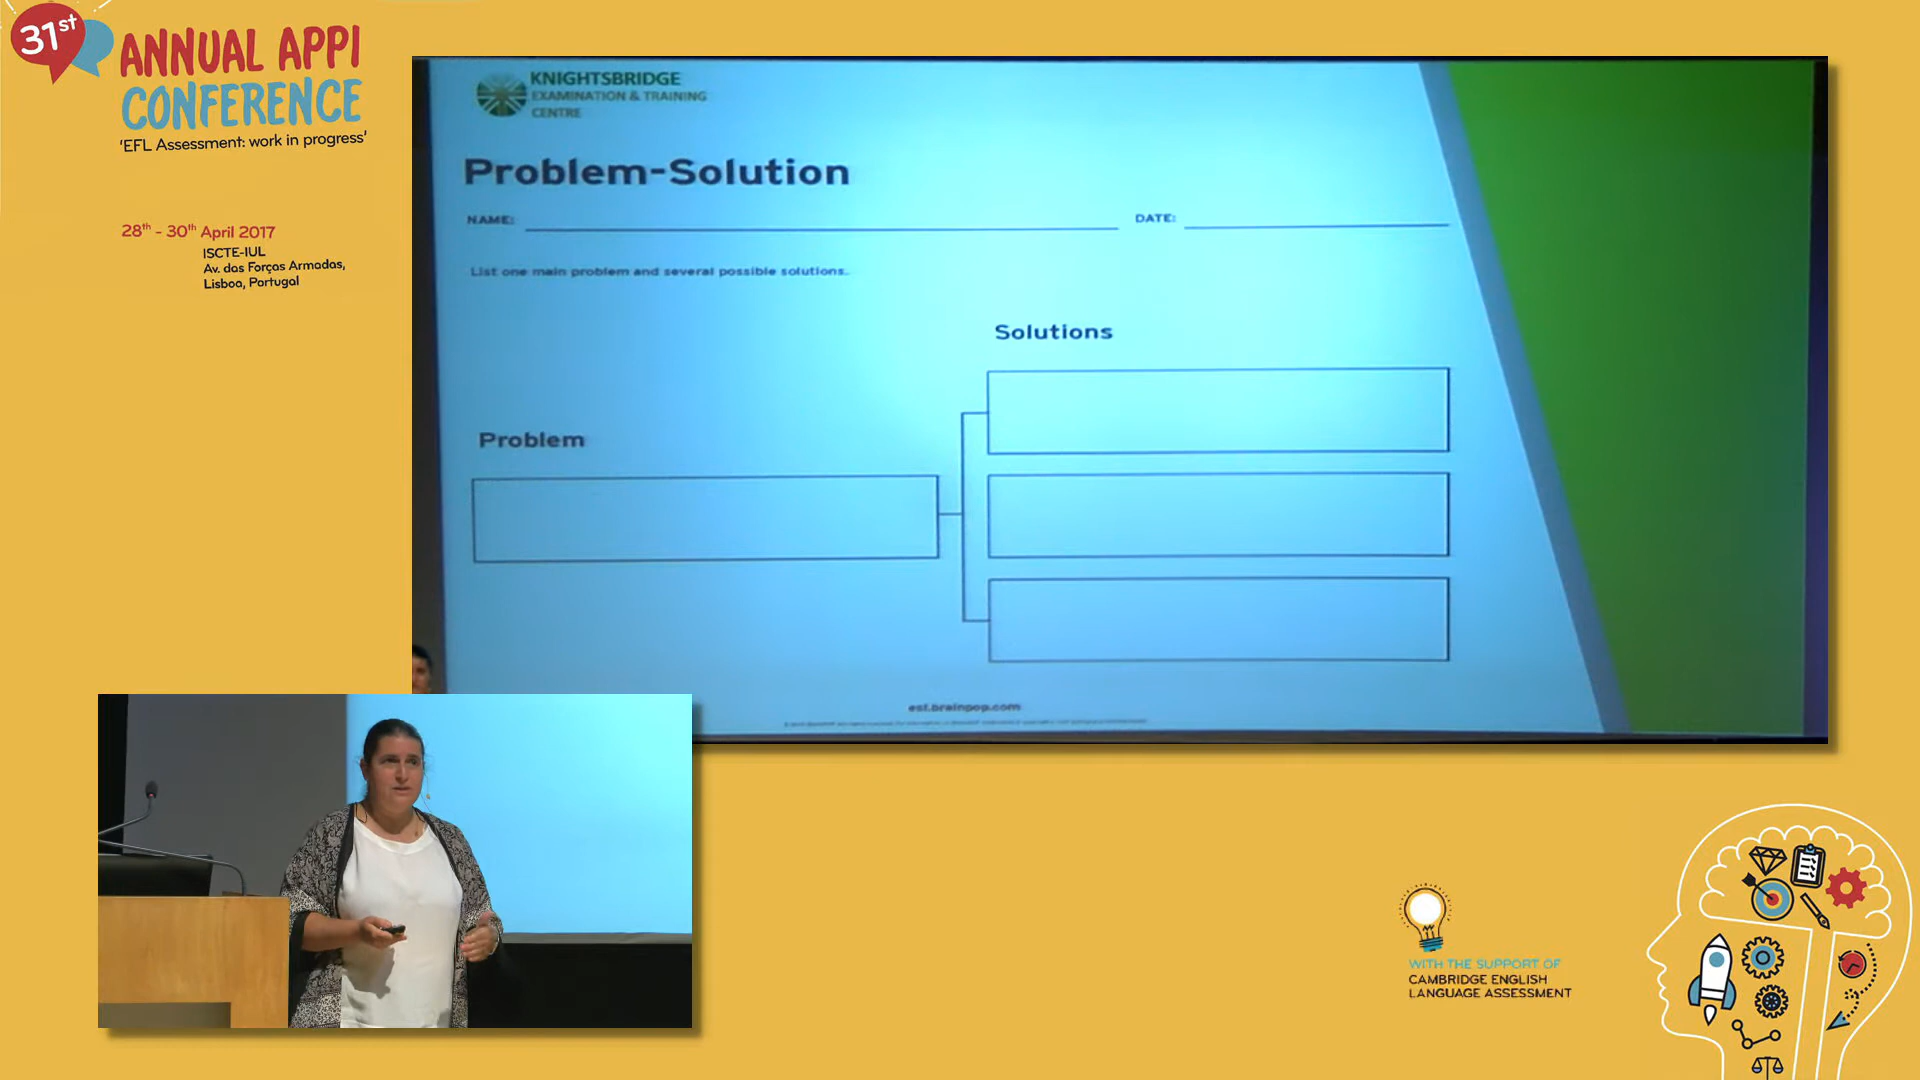 31st
ANNUAL APPI
CONFERENCE
'EFL Assessment: work in progress'
28th - 30th April 2017
ISCTE-IUL
Av. das Forças Armadas,
Lisboa, Portugal
KNIGHTSBRIDGE
EXAMINATION & TRAINING
CENTRE
Problem-Solution
NAME:
DATE:
List one main problem and several possible solutions.
Solutions
Problem
esl.brainpop.com
WITH THE SUPPORT OF
CAMBRIDGE ENGLISH
LANGUAGE ASSESSMENT